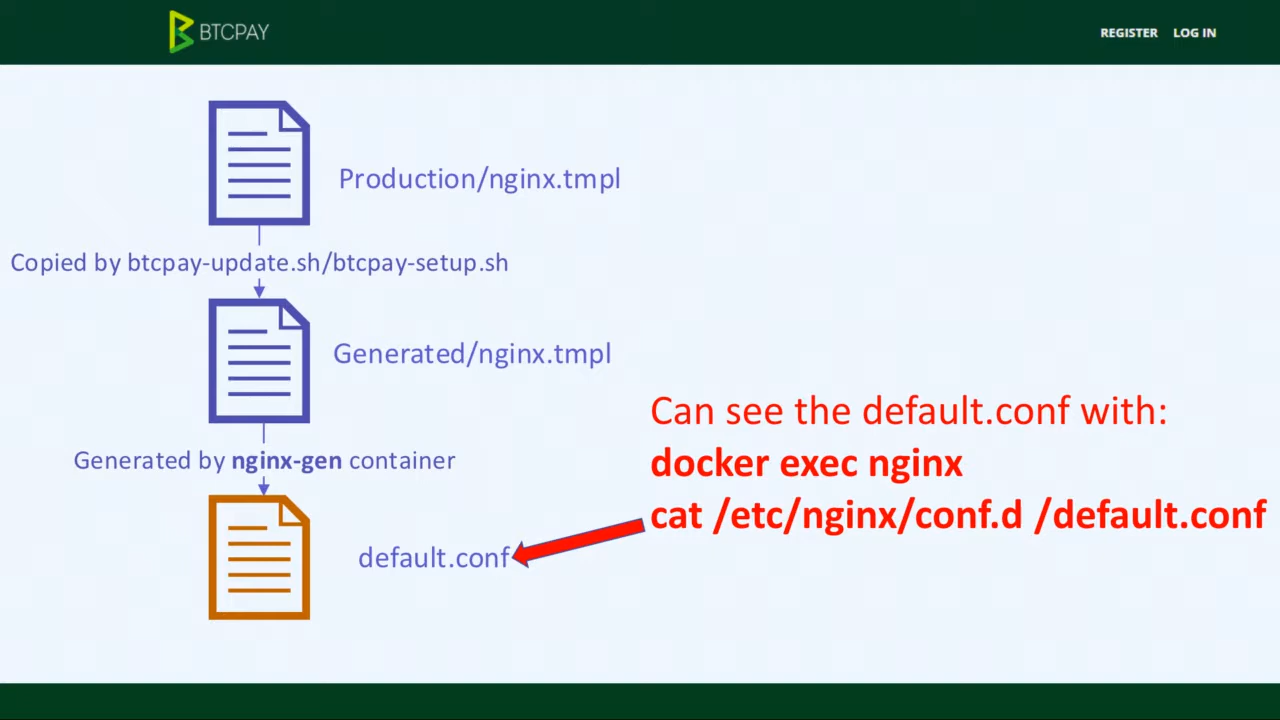 BTCPAY
REGISTER LOG IN
Production/nginx.tmpl
Copied by btcpay-update.sh/btcpay-setup.sh
Generated/nginx.tmpl
Can see the default.conf with:
Generated by nginx-gen container
docker exec nginx
cat /etc/nginx/conf.d /default.conf
default.conf